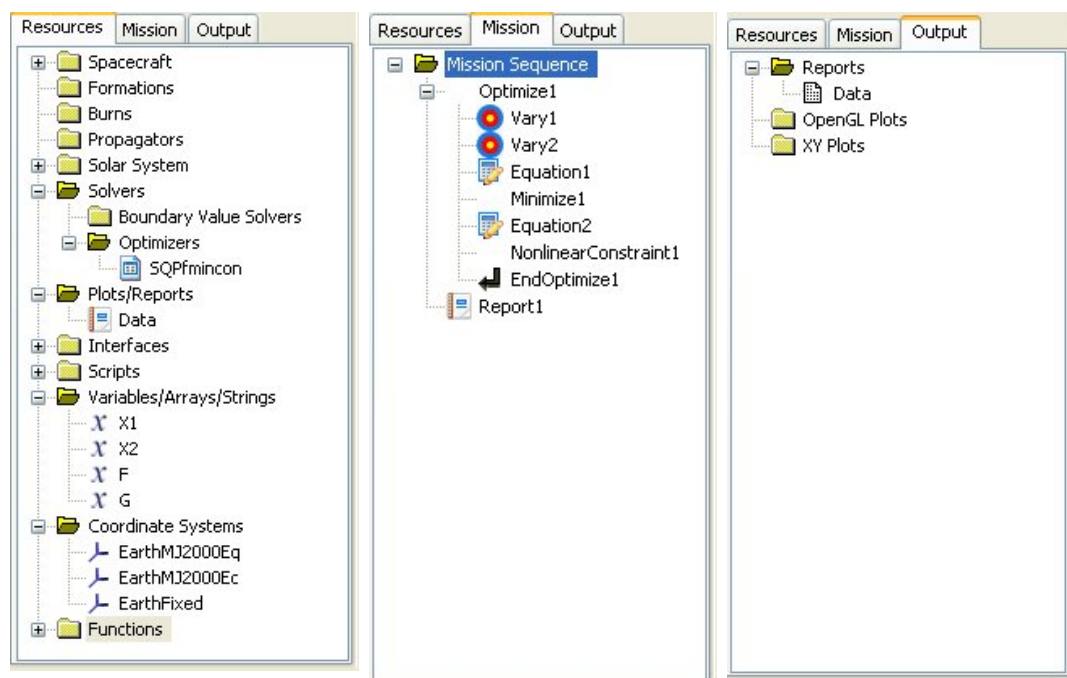 Resources Mission Output
Spacecraft
Formations
Burns
Propagators
Solar System
Solvers
Boundary Value Solvers
Optimizers
SQPfmincon
Plots/Reports
Data
Interfaces
Scripts
Variables/Arrays/Strings
X X1
X X2
X F
X G
Coordinate Systems
EarthMJ2000Eq
EarthMJ2000Ec
EarthFixed
Functions
Resources Mission Output
Mission Sequence
Optimize1
Vary1
Vary2
Equation1
Minimize1
Equation2
NonlinearConstraint1
EndOptimize1
Report1
Resources Mission Output
Reports
Data
OpenGL Plots
XY Plots